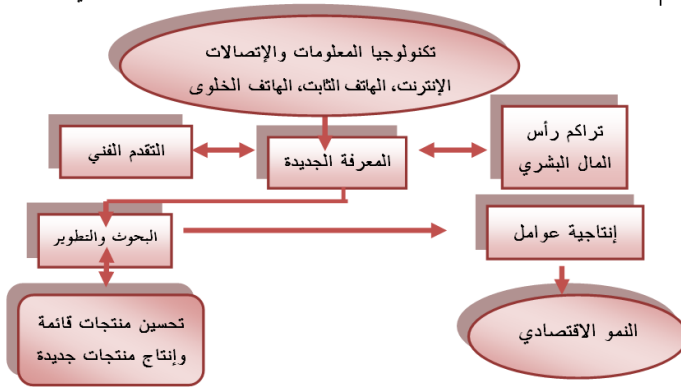 تكنولوجيا المعلومات والإتصالات
الإنترنت، الهاتف الثابت، الهاتف الخلوى
تراكم رأس
المال البشري
المعرفة الجديدة
التقدم الفني
إنتاجية عوامل
البحوث والتطوير
تحسين منتجات قائمة
وإنتاج منتجات جديدة
النمو الاقتصادي